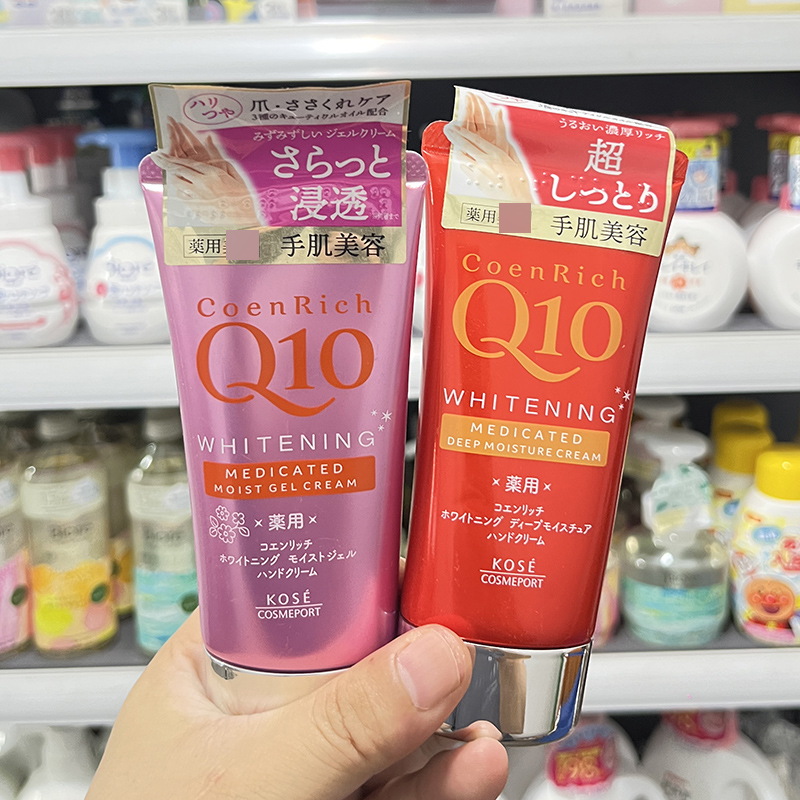 ハリ
つや
爪・ささくれケア
3種のキューティクルオイル配合
みずみずしい ジェルクリーム
さらっと
浸透
薬用
手肌美容
CoenRich
Q10
WHITENING
MEDICATED
MOIST GEL CREAM
×薬用×
コエンリッチ
ホワイトニング モイストジェル
ハンドクリーム
KOSÉ
COSMEPORT
うるおい濃厚リッチ
超
しっとり
薬用
手肌美容
CoenRich
Q10
WHITENING
MEDICATED
DEEP MOISTURE CREAM
×薬用×
コエンリッチ
ホワイトニング ディープモイスチュア
ハンドクリーム
KOSÉ
COSMEPORT